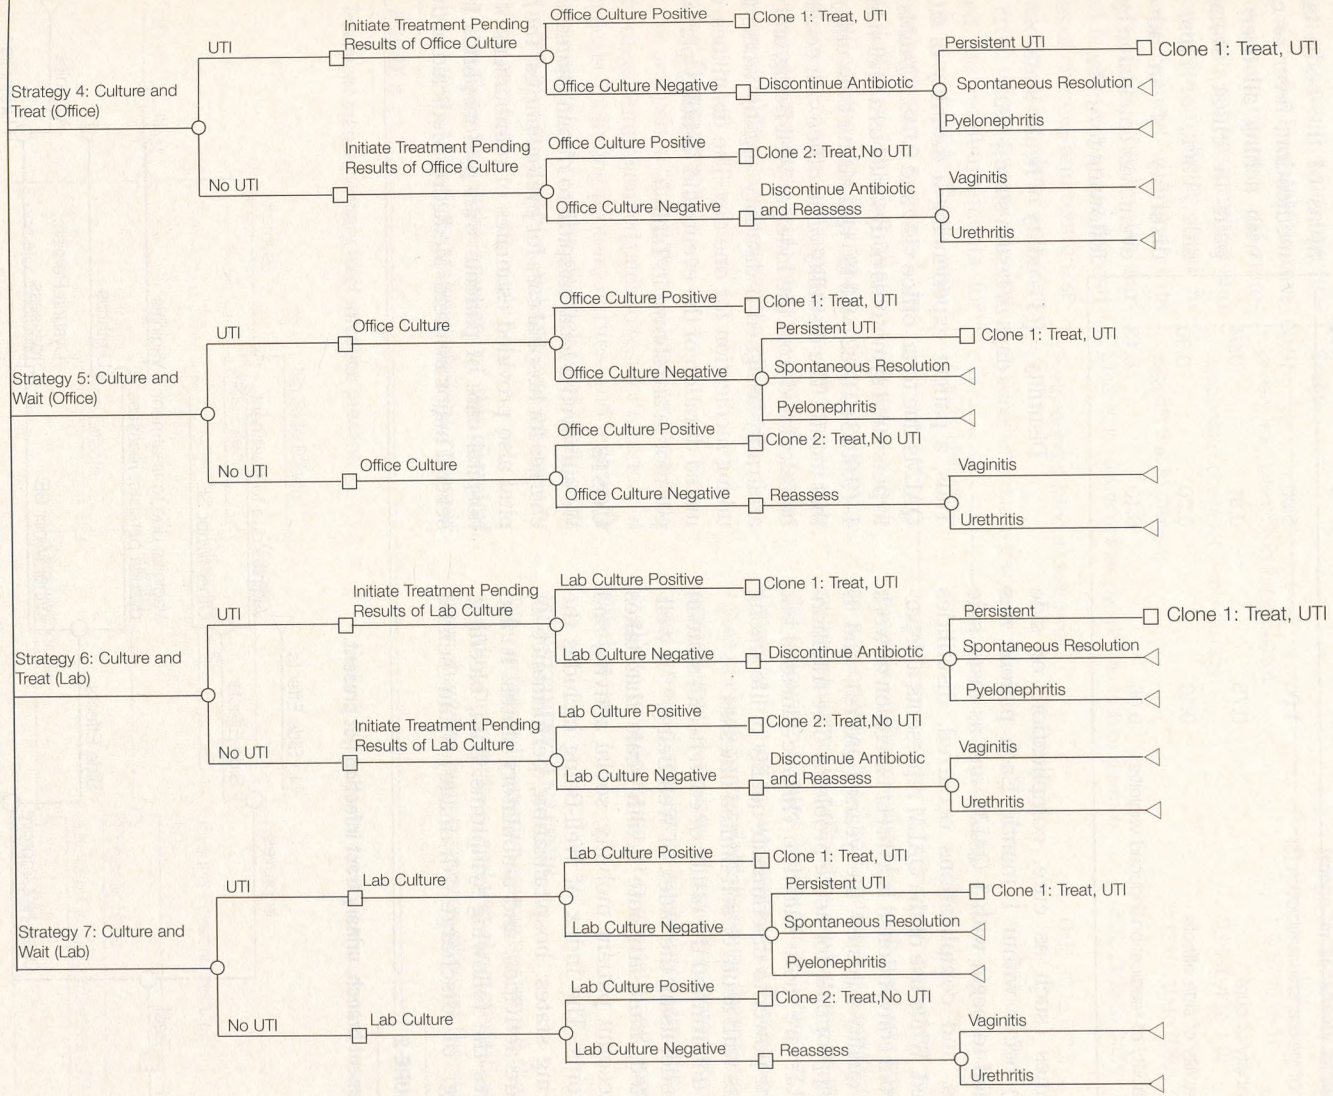 Strategy 4: Culture and
Treat (Office)
UTI
Initiate Treatment Pending
Results of Office Culture
Office Culture Positive
Clone 1: Treat, UTI
Office Culture Negative
Discontinue Antibiotic
Persistent UTI
Clone 1: Treat, UTI
Spontaneous Resolution
Pyelonephritis
No UTI
Initiate Treatment Pending
Results of Office Culture
Office Culture Positive
Clone 2: Treat,No UTI
Office Culture Negative
Discontinue Antibiotic
and Reassess
Vaginitis
Urethritis
Strategy 5: Culture and
Wait (Office)
UTI
Office Culture
Office Culture Positive
Clone 1: Treat, UTI
Office Culture Negative
Persistent UTI
Clone 1: Treat, UTI
Spontaneous Resolution
Pyelonephritis
No UTI
Office Culture
Office Culture Positive
Clone 2: Treat,No UTI
Office Culture Negative
Reassess
Vaginitis
Urethritis
Strategy 6: Culture and
Treat (Lab)
UTI
Initiate Treatment Pending
Results of Lab Culture
Lab Culture Positive
Clone 1: Treat, UTI
Lab Culture Negative
Discontinue Antibiotic
Persistent
Clone 1: Treat, UTI
Spontaneous Resolution
Pyelonephritis
No UTI
Initiate Treatment Pending
Results of Lab Culture
Lab Culture Positive
Clone 2: Treat,No UTI
Lab Culture Negative
Discontinue Antibiotic
and Reassess
Vaginitis
Urethritis
Strategy 7: Culture and
Wait (Lab)
UTI
Lab Culture
Lab Culture Positive
Clone 1: Treat, UTI
Lab Culture Negative
Persistent UTI
Clone 1: Treat, UTI
Spontaneous Resolution
Pyelonephritis
No UTI
Lab Culture
Lab Culture Positive
Clone 2: Treat,No UTI
Lab Culture Negative
Reassess
Vaginitis
Urethritis